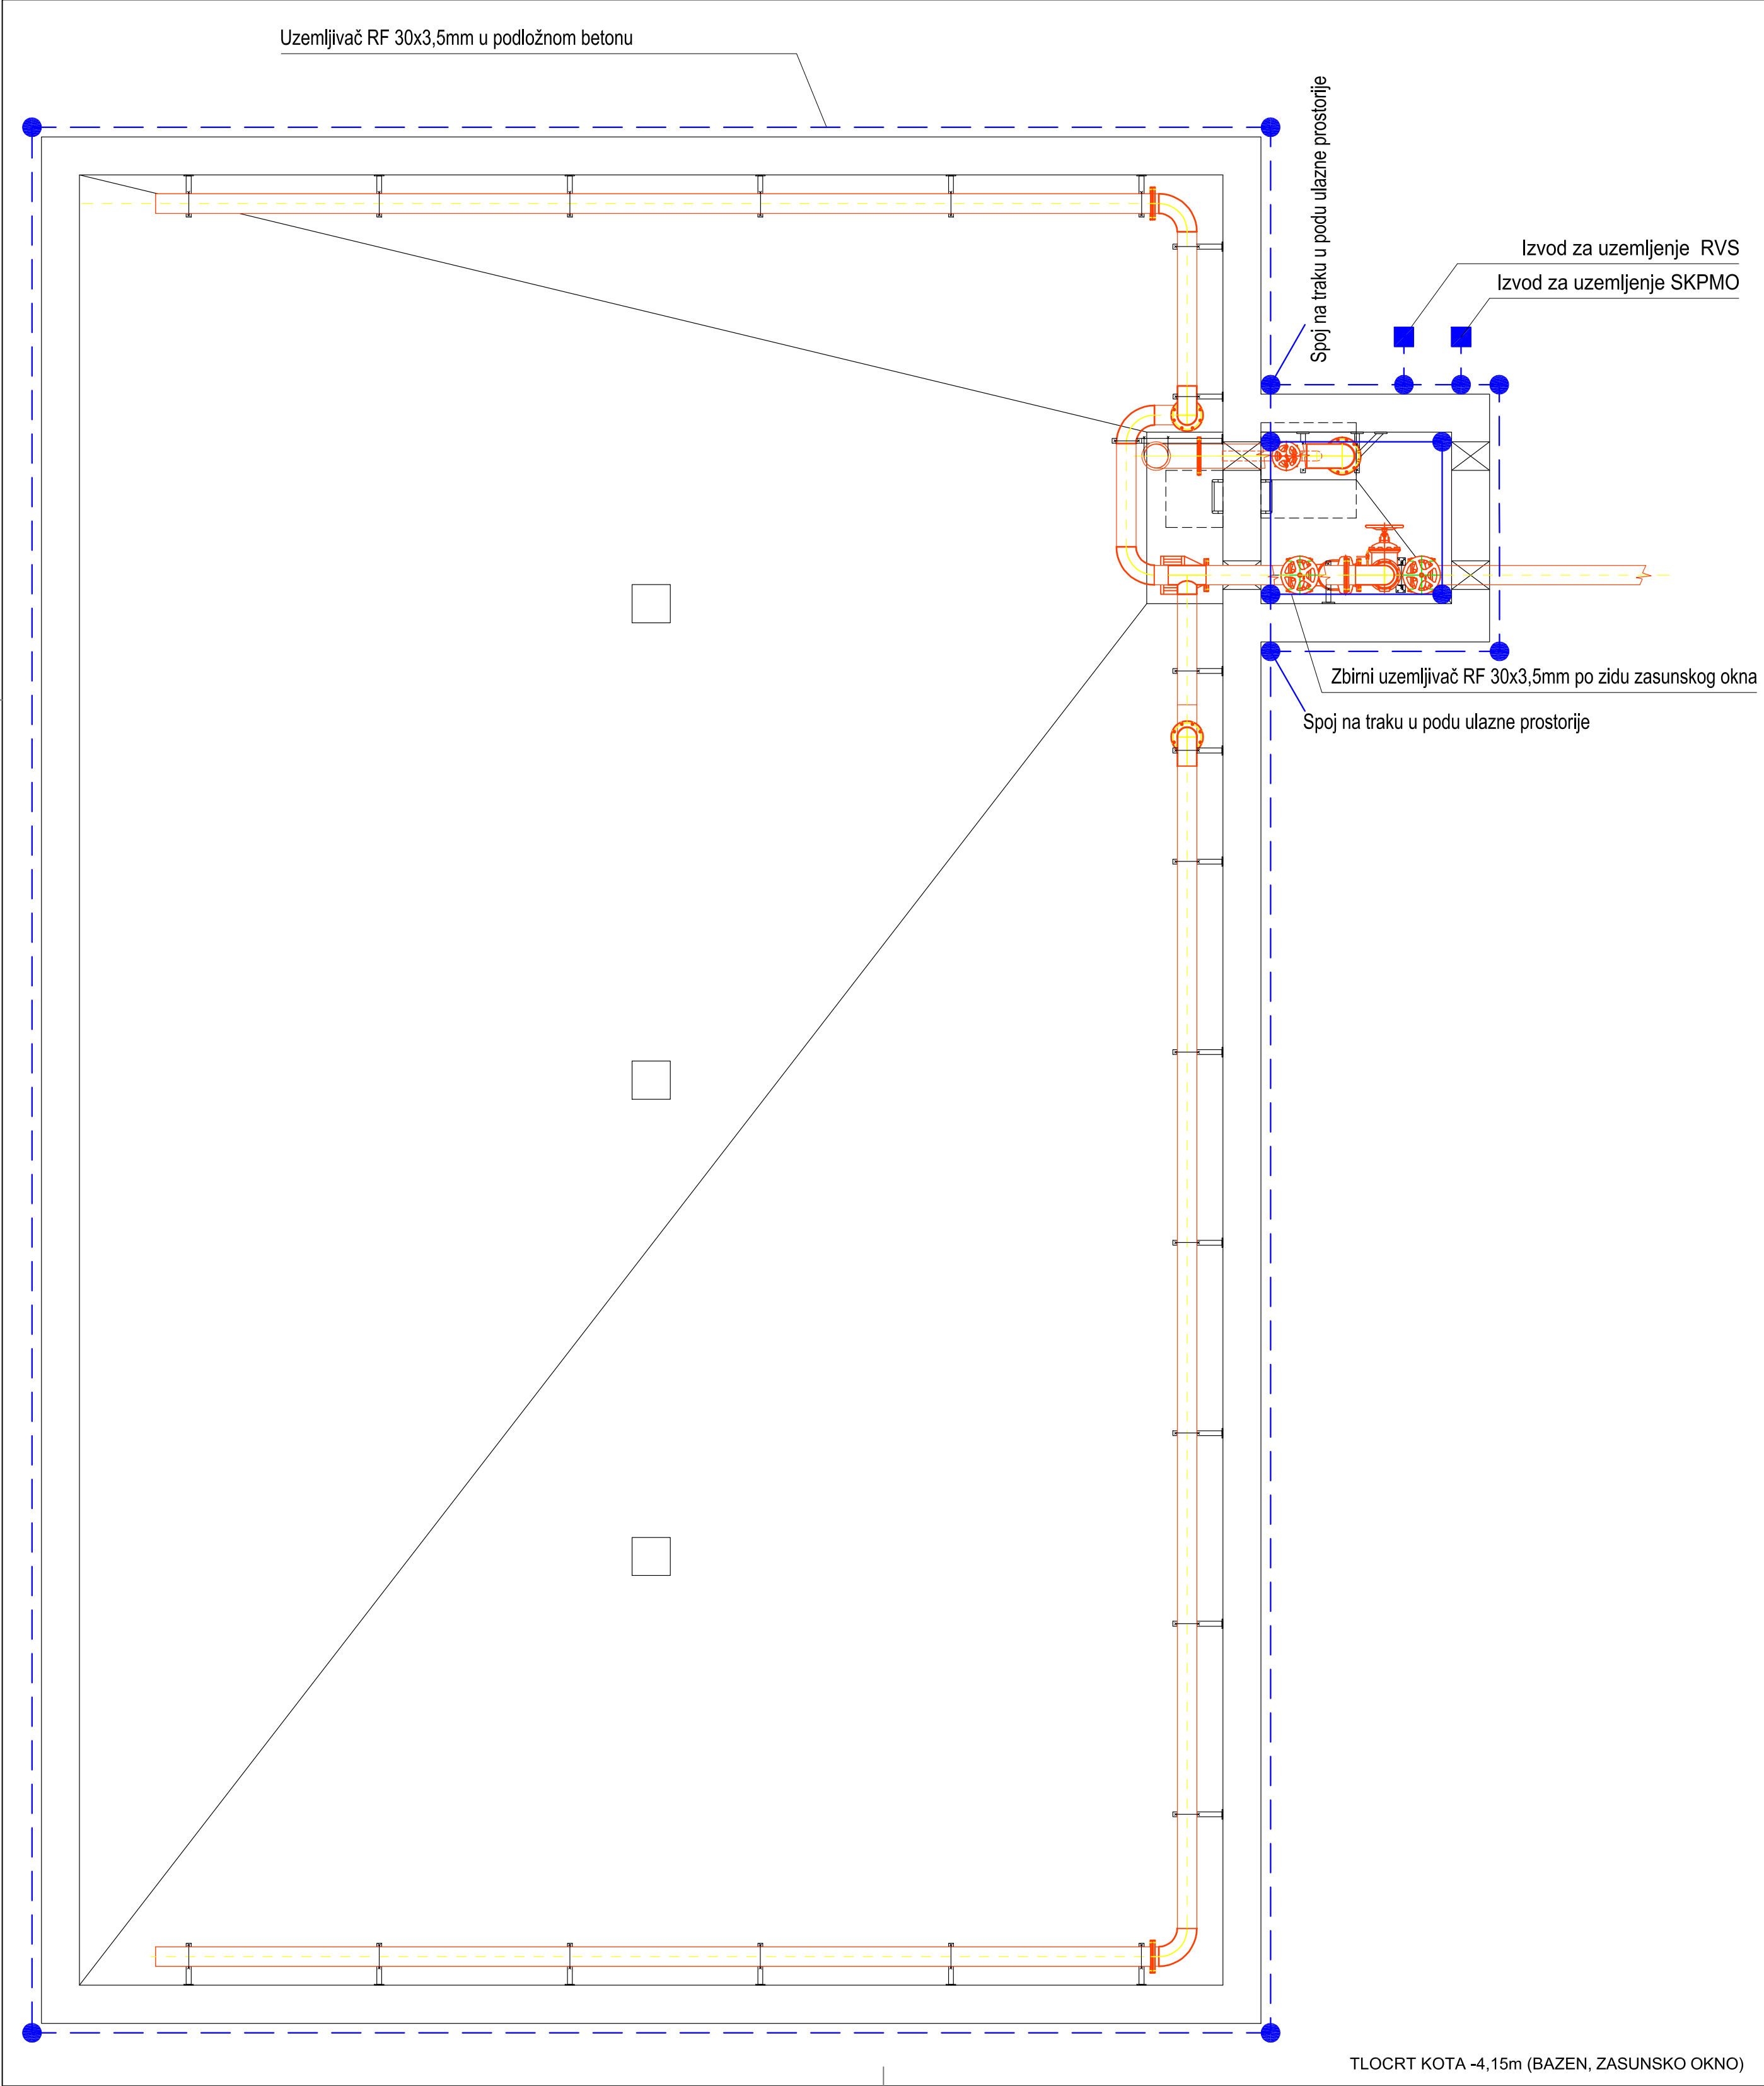 Uzemljivač RF 30x3,5mm u podložnom betonu
Spoj na traku u podu ulazne prostorije
Izvod za uzemljenje RVS
Izvod za uzemljenje SKPMO
Zbirni uzemljivač RF 30x3,5mm po zidu zasunskog okna
Spoj na traku u podu ulazne prostorije
TLOCRT KOTA -4,15m (BAZEN, ZASUNSKO OKNO)